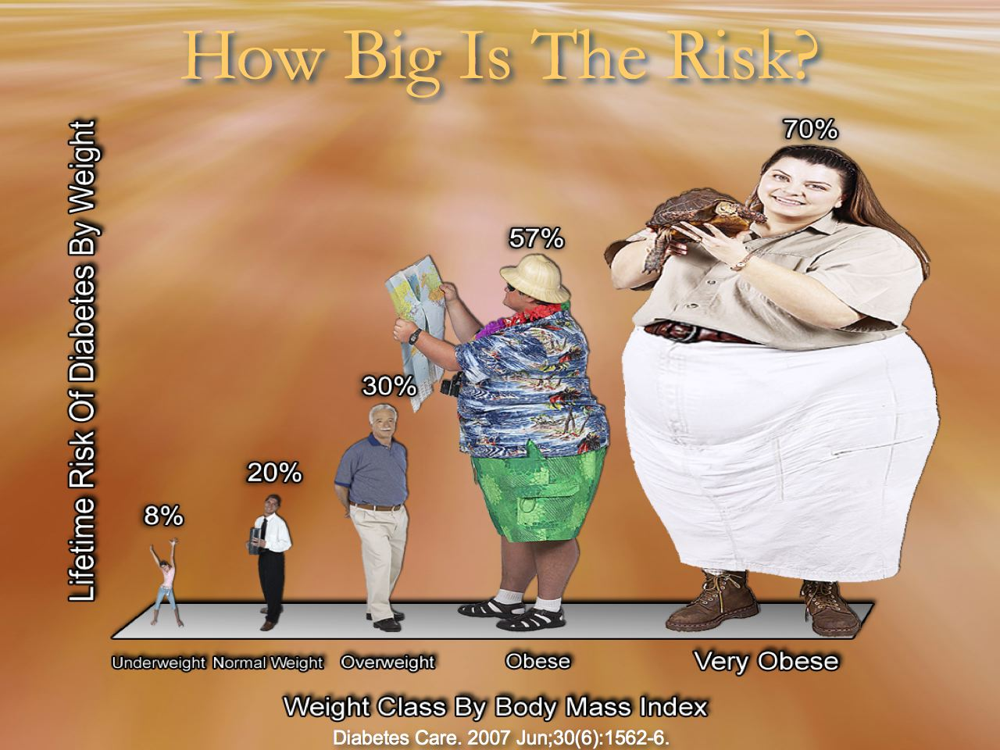 How Big Is The Risk?
Lifetime Risk Of Diabetes By Weight
70%
57%
30%
20%
8%
Underweight
Normal Weight
Overweight
Obese
Very Obese
Weight Class By Body Mass Index
Diabetes Care. 2007 Jun;30(6):1562-6.